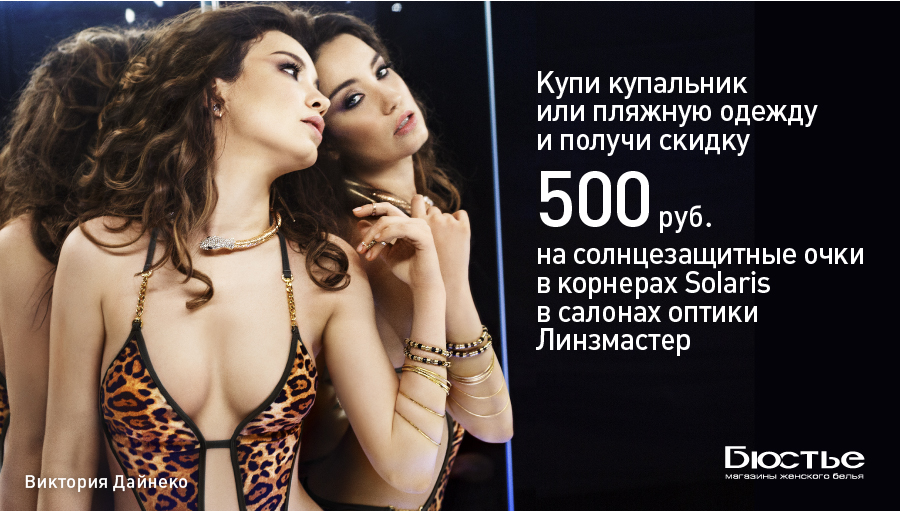 Купи купальник
или пляжную одежду
и получи скидку
500 руб.
на солнцезащитные очки
в корнерах Solaris
в салонах оптики
Линзмастер
Бюстье
магазины женского белья
Виктория Дайнеко